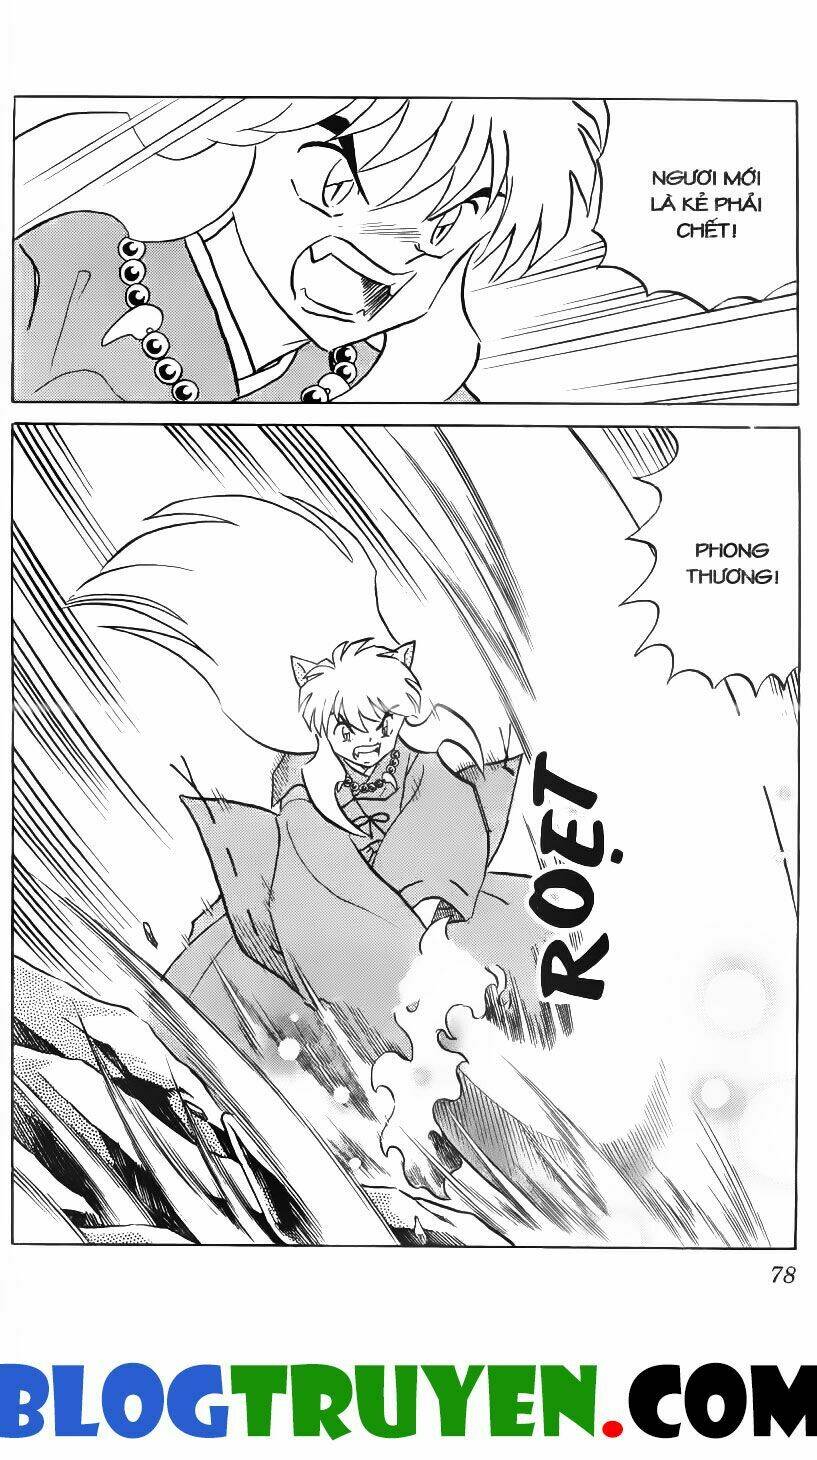 NGƯƠI MỚI
LÀ KẺ PHẢI
CHẾT!
PHONG
THƯƠNG!
ROẸT
78
BLOGTRUYEN.COM